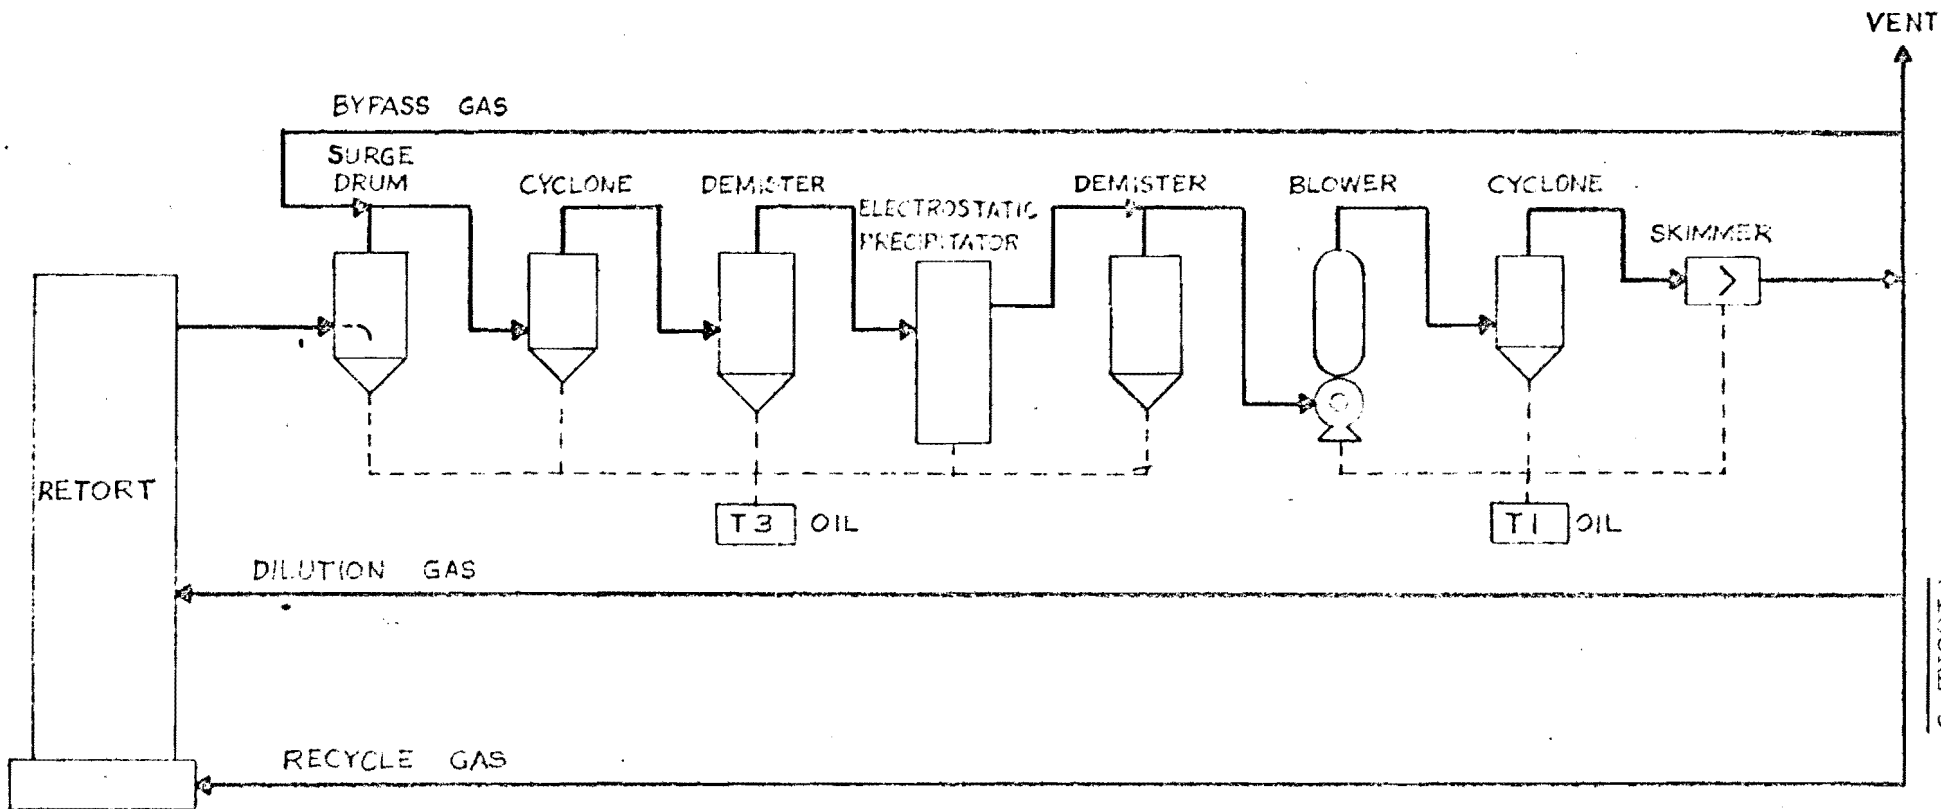 VENT
BYPASS GAS
SURGE
DRUM
CYCLONE
DEMISTER
ELECTROSTATIC
PRECIPITATOR
DEMISTER
BLOWER
CYCLONE
SKIMMER
RETORT
T3 OIL
T1 OIL
DILUTION GAS
RECYCLE GAS